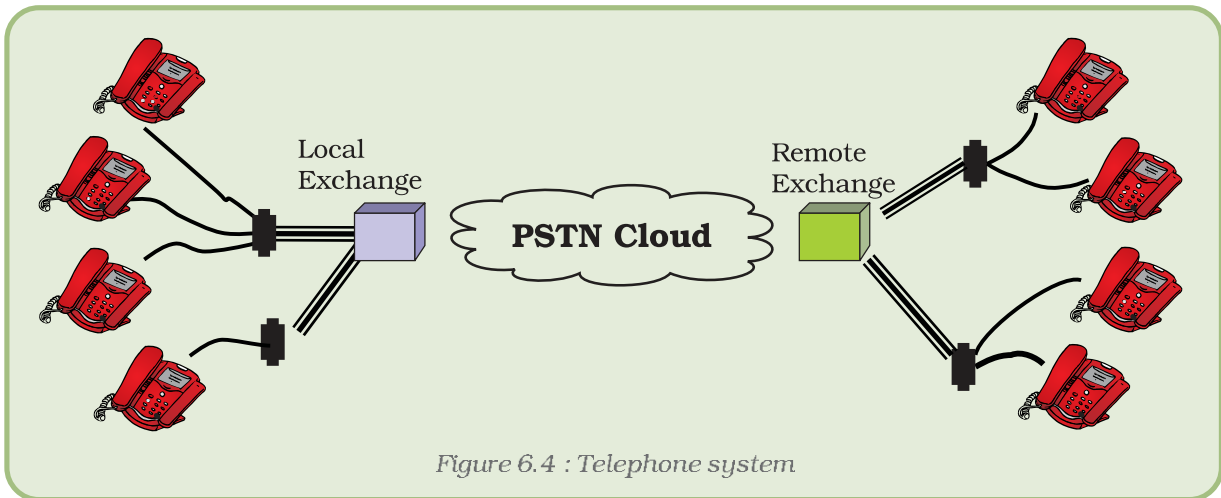 Local
Exchange
Remote
Exchange
PSTN Cloud
Figure 6.4 : Telephone system